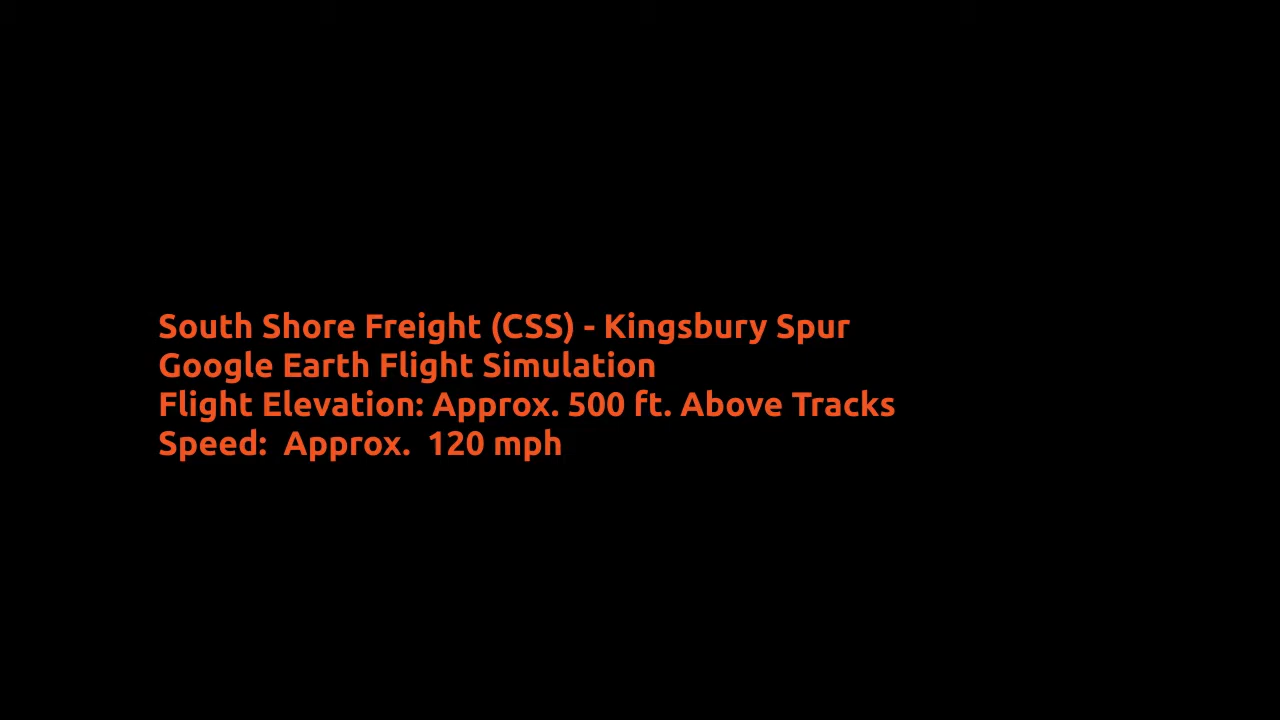 South Shore Freight (CSS) - Kingsbury Spur
Google Earth Flight Simulation
Flight Elevation: Approx. 500 ft. Above Tracks
Speed:  Approx.  120 mph